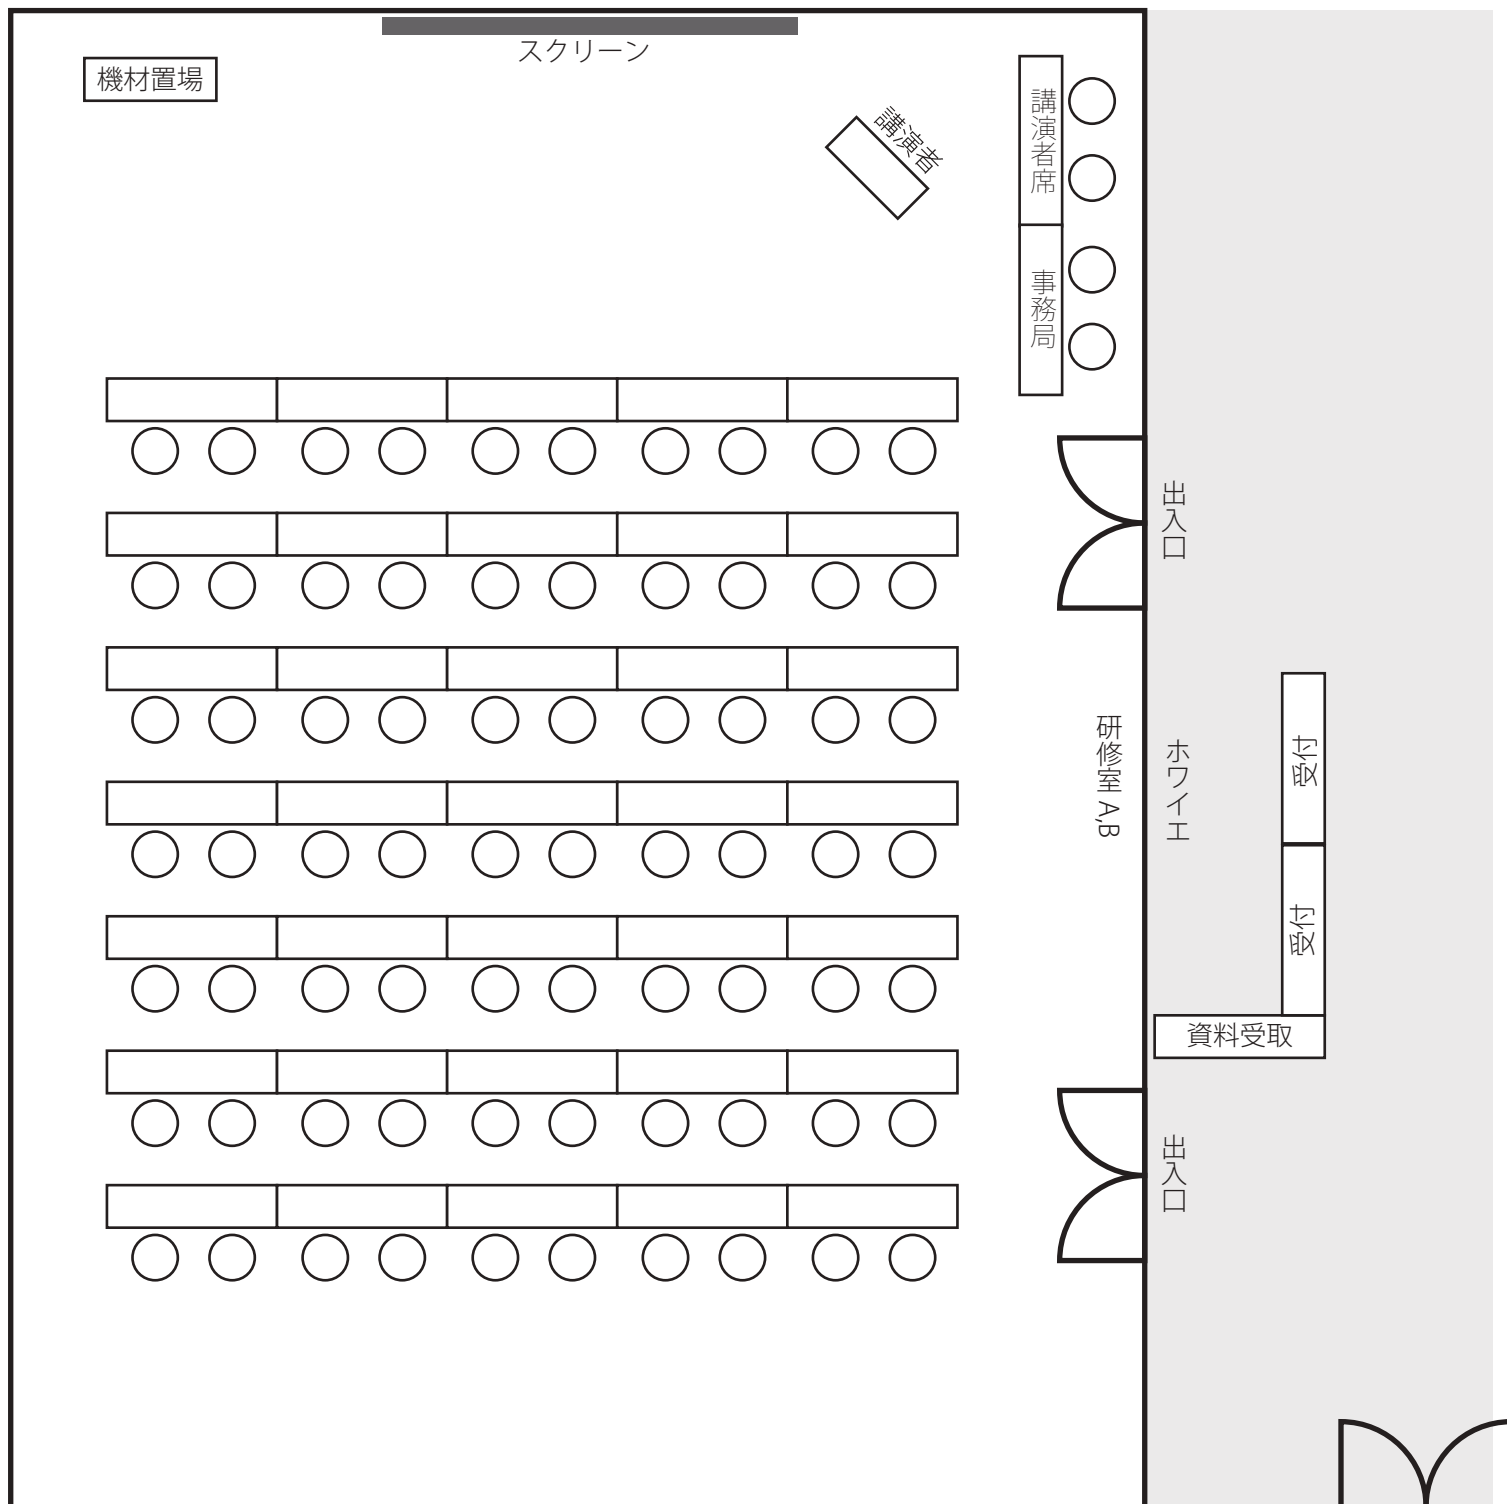 スクリーン
機材置場
講演者
講演者席
事務局
出入口
研修室 A,B
ホワイエ
受付
受付
資料受取
出入口